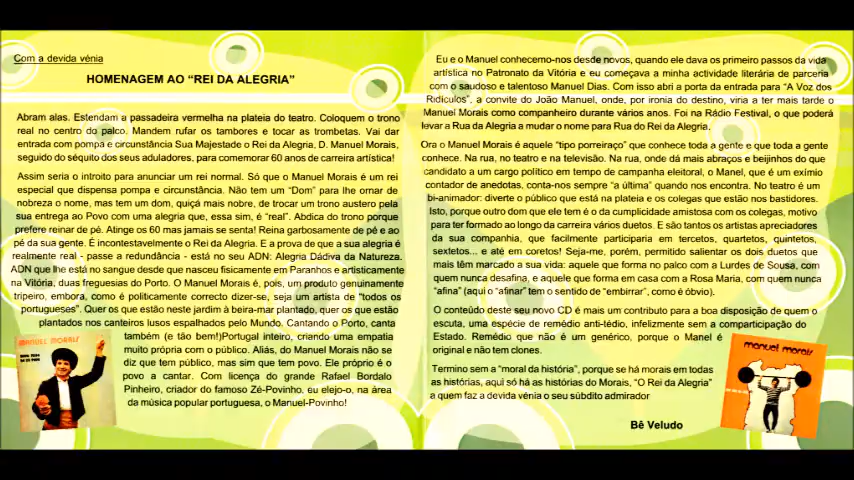 Com a devida vénia
HOMENAGEM AO "REI DA ALEGRIA"
Abram alas. Estendam a passadeira vermelha na plateia do teatro. Coloquem o trono
real no centro do palco. Mandem rufar os tambores e tocar as trombetas. Vai dar
entrada com pompa e circunstância Sua Majestade o Rei da Alegria, D. Manuel Morais,
seguido do séquito dos seus aduladores, para comemorar 60 anos de carreira artística!
Assim seria o introito para anunciar um rei normal. Só que o Manuel Morais é um rei
especial que dispensa pompa e circunstância. Não tem um "Dom" para lhe ornar de
nobreza o nome, mas tem um dom, quiçá mais nobre, de trocar um trono austero pela
sua entrega ao Povo com uma alegria que, essa sim, é "real". Abdica do trono porque
prefere reinar de pé. Atinge os 60 mas jamais se senta! Reina garbosamente de pé e ao
pé da sua gente. É incontestavelmente o Rei da Alegria. E a prova de que a sua alegria é
realmente real - passe a redundância - está no seu ADN: Alegria Dádiva da Natureza.
ADN que lhe está no sangue desde que nasceu fisicamente em Paranhos e artisticamente
na Vitória, duas freguesias do Porto. O Manuel Morais é, pois, um produto genuinamente
tripeiro, embora, como é politicamente correcto dizer-se, seja um artista de "todos os
portugueses". Quer os que estão neste jardim à beira-mar plantado, quer os que estão
plantados nos canteiros lusos espalhados pelo Mundo. Cantando o Porto, canta
também (e tão bem!)Portugal inteiro, criando uma empatia
muito própria com o público. Aliás, do Manuel Morais não se
diz que tem público, mas sim que tem povo. Ele próprio é o
povo a cantar. Com licença do grande Rafael Bordalo
Pinheiro, criador do famoso Zé-Povinho, eu elejo-o, na área
da música popular portuguesa, o Manuel-Povinho!
MANUEL MORAIS
Eu e o Manuel conhecemo-nos desde novos, quando ele dava os primeiro passos da vida
artística no Patronato da Vitória e eu começava a minha actividade literária de parceria
com o saudoso e talentoso Manuel Dias. Com isso abri a porta da entrada para "A Voz dos
Ridículos", a convite do João Manuel, onde, por ironia do destino, viria a ter mais tarde o
Manuel Morais como companheiro durante vários anos. Foi na Rádio Festival, o que poderá
levar a Rua da Alegria a mudar o nome para Rua do Rei da Alegria.
Ora o Manuel Morais é aquele "tipo porreiraço" que conhece toda a gente e que toda a gente
conhece. Na rua, no teatro e na televisão. Na rua, onde dá mais abraços e beijinhos do que
candidato a um cargo político em tempo de campanha eleitoral, o Manel, que é um exímio
contador de anedotas, conta-nos sempre "a última" quando nos encontra. No teatro é um
bi-animador: diverte o público que está na plateia e os colegas que estão nos bastidores.
Isto, porque outro dom que ele tem é o da cumplicidade amistosa com os colegas, motivo
para ter formado ao longo da carreira vários duetos. E são tantos os artistas apreciadores
da sua companhia, que facilmente participaria em tercetos, quartetos, quintetos,
sextetos... e até em coretos! Seja-me, porém, permitido salientar os dois duetos que
mais têm marcado a sua vida: aquele que forma no palco com a Lurdes de Sousa, com
quem nunca desafina, e aquele que forma em casa com a Rosa Maria, com quem nunca
"afina" (aqui o "afinar" tem o sentido de "embirrar", como é óbvio).
O conteúdo deste seu novo CD é mais um contributo para a boa disposição de quem o
escuta, uma espécie de remédio anti-tédio, infelizmente sem a comparticipação do
Estado. Remédio que não é um genérico, porque o Manel é
original e não tem clones.
Termino sem a "moral da história", porque se há morais em todas
as histórias, aqui só há as histórias do Morais, "O Rei da Alegria"
a quem faz a devida vénia o seu súbdito admirador
Bê Veludo
manuel morais